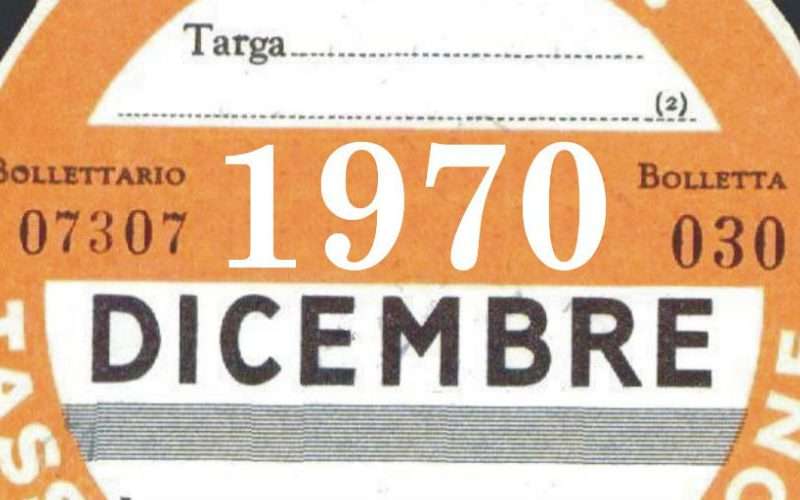 Targa
(2)
BOLLETTARIO 1970 BOLLETTA
07307 030
DICEMBRE